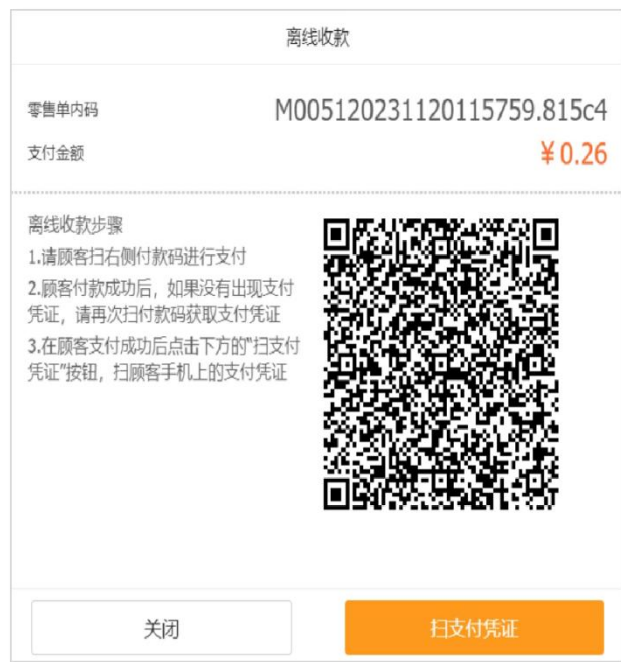 离线收款
零售单内码 M005120231120115759.815c4
支付金额 ¥0.26
离线收款步骤
1.请顾客扫右侧付款码进行支付
2.顾客付款成功后，如果没有出现支付
凭证，请再次扫付款码获取支付凭证
3.在顾客支付成功后点击下方的"扫支付
凭证"按钮，扫顾客手机上的支付凭证
关闭 扫支付凭证